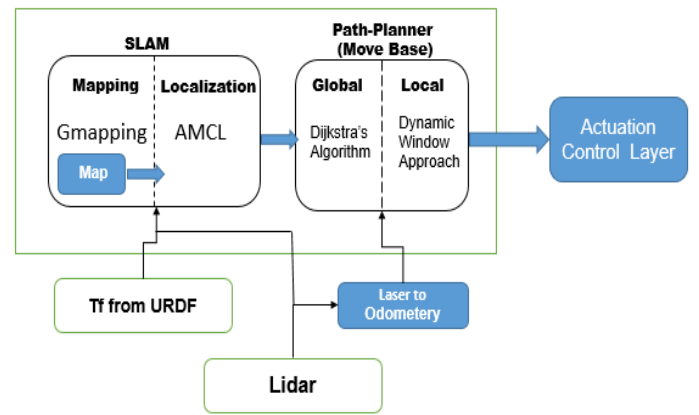 SLAM
Path-Planner
(Move Base)
Mapping
Localization
Global
Local
Gmapping
AMCL
Dijkstra's
Algorithm
Dynamic
Window
Approach
Map
Actuation
Control Layer
Tf from URDF
Laser to
Odometery
Lidar